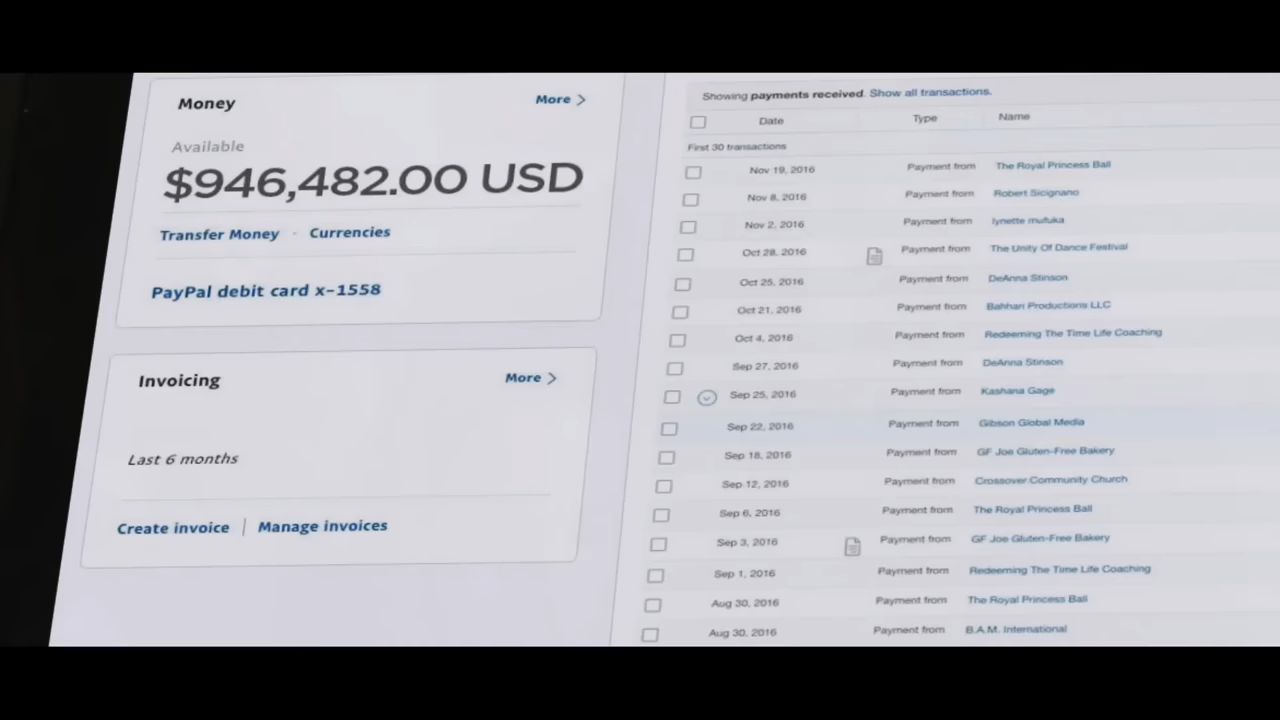 Money
More
Available
$946,482.00 USD
Transfer Money · Currencies
PayPal debit card x-1558
Invoicing
More
Last 6 months
Create invoice | Manage invoices
Showing payments received. Show all transactions.
Date Type Name
First 30 transactions
Nov 19, 2016 Payment from The Royal Princess Ball
Nov 8, 2016 Payment from Robert Sicignano
Nov 2, 2016 Payment from lynette mufuka
Oct 28, 2016 Payment from The Unity Of Dance Festival
Oct 25, 2016 Payment from DeAnna Stinson
Oct 21, 2016 Payment from Bahhari Productions LLC
Oct 4, 2016 Payment from Redeeming The Time Life Coaching
Sep 27, 2016 Payment from DeAnna Stinson
Sep 25, 2016 Payment from Kashana Gage
Sep 22, 2016 Payment from Gibson Global Media
Sep 18, 2016 Payment from GF Joe Gluten-Free Bakery
Sep 12, 2016 Payment from Crossover Community Church
Sep 6, 2016 Payment from The Royal Princess Ball
Sep 3, 2016 Payment from GF Joe Gluten-Free Bakery
Sep 1, 2016 Payment from Redeeming The Time Life Coaching
Aug 30, 2016 Payment from The Royal Princess Ball
Aug 30, 2016 Payment from B.A.M. International